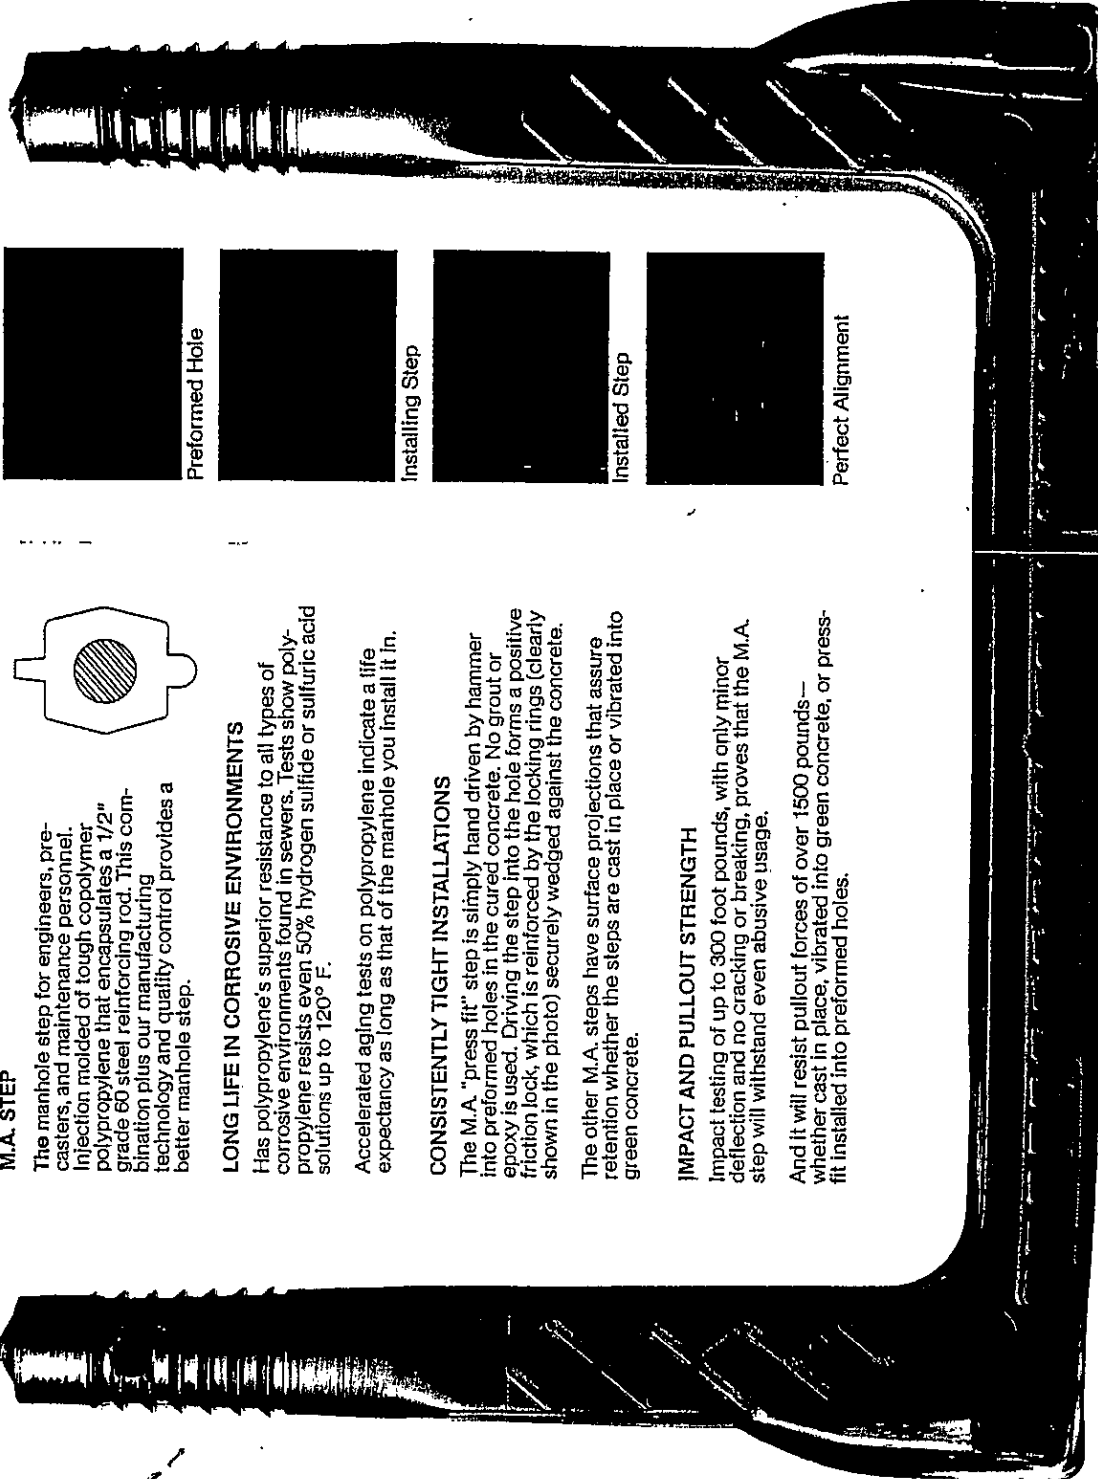 M.A. STEP
The manhole step for engineers, pre-
casters, and maintenance personnel.
Injection molded of tough copolymer
polypropylene that encapsulates a 1/2"
grade 60 steel reinforcing rod. This com-
bination plus our manufacturing
technology and quality control provides a
better manhole step.
LONG LIFE IN CORROSIVE ENVIRONMENTS
Has polypropylene's superior resistance to all types of
corrosive environments found in sewers. Tests show poly-
propylene resists even 50% hydrogen sulfide or sulfuric acid
solutions up to 120° F.
Accelerated aging tests on polypropylene indicate a life
expectancy as long as that of the manhole you install it in.
CONSISTENTLY TIGHT INSTALLATIONS
The M.A. "press fit" step is simply hand driven by hammer
into preformed holes in the cured concrete. No grout or
epoxy is used. Driving the step into the hole forms a positive
friction lock, which is reinforced by the locking rings (clearly
shown in the photo) securely wedged against the concrete.
The other M.A. steps have surface projections that assure
retention whether the steps are cast in place or vibrated into
green concrete.
IMPACT AND PULLOUT STRENGTH
Impact testing of up to 300 foot pounds, with only minor
deflection and no cracking or breaking, proves that the M.A.
step will withstand even abusive usage.
And it will resist pullout forces of over 1500 pounds—
whether cast in place, vibrated into green concrete, or press-
fit installed into preformed holes.
Preformed Hole
Installing Step
Installed Step
Perfect Alignment